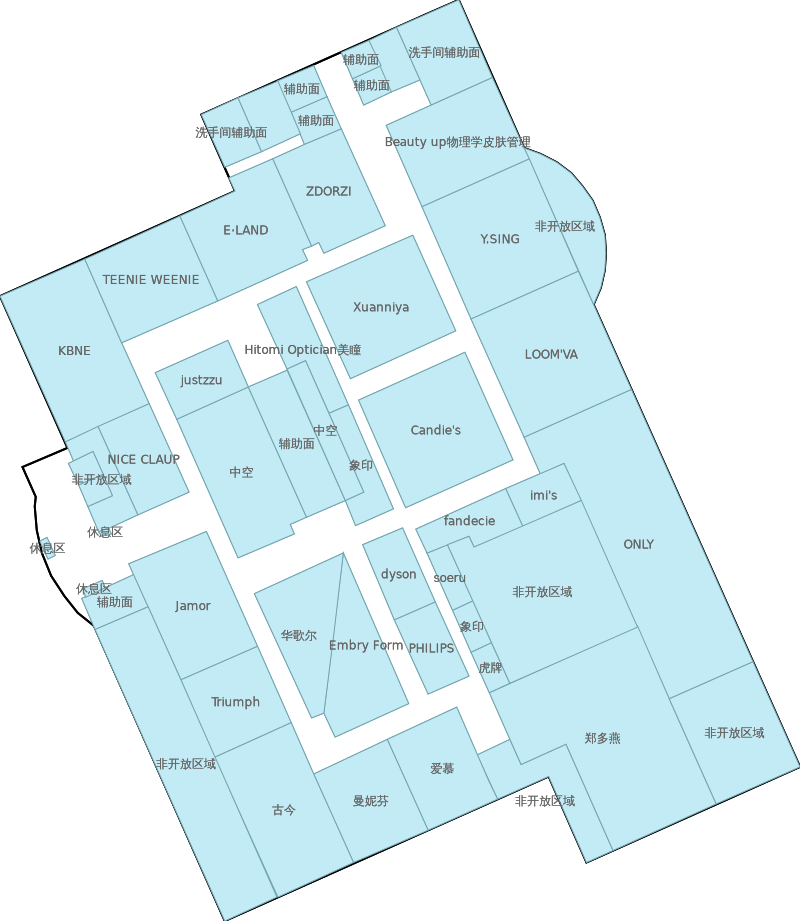 洗手间辅助面
辅助面
辅助面
辅助面
辅助面
洗手间辅助面
Beauty up物理学皮肤管理
ZDORZI
非开放区域
E·LAND
Y.SING
TEENIE WEENIE
Xuanniya
KBNE
Hitomi Optician美瞳
LOOM'VA
justzzu
Candie's
中空
辅助面
NICE CLAUP
象印
中空
非开放区域
imi's
fandecie
休息区
ONLY
休息区
dyson
soeru
休息区
非开放区域
辅助面
Jamor
象印
华歌尔
Embry Form
PHILIPS
虎牌
Triumph
非开放区域
郑多燕
非开放区域
爱慕
曼妮芬
非开放区域
古今